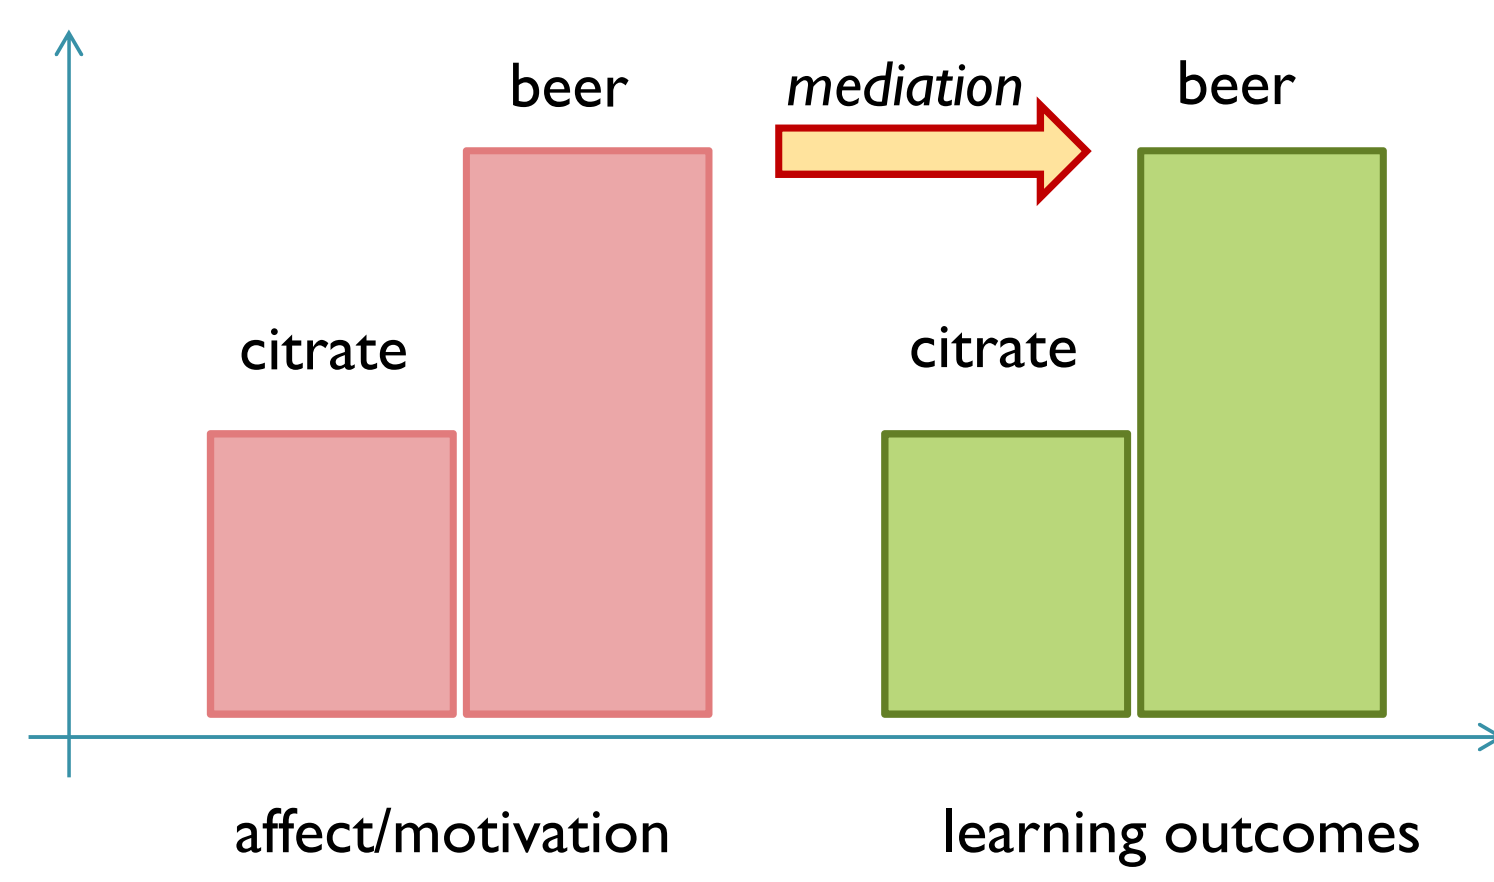 beer
mediation
beer
citrate
citrate
affect/motivation
learning outcomes